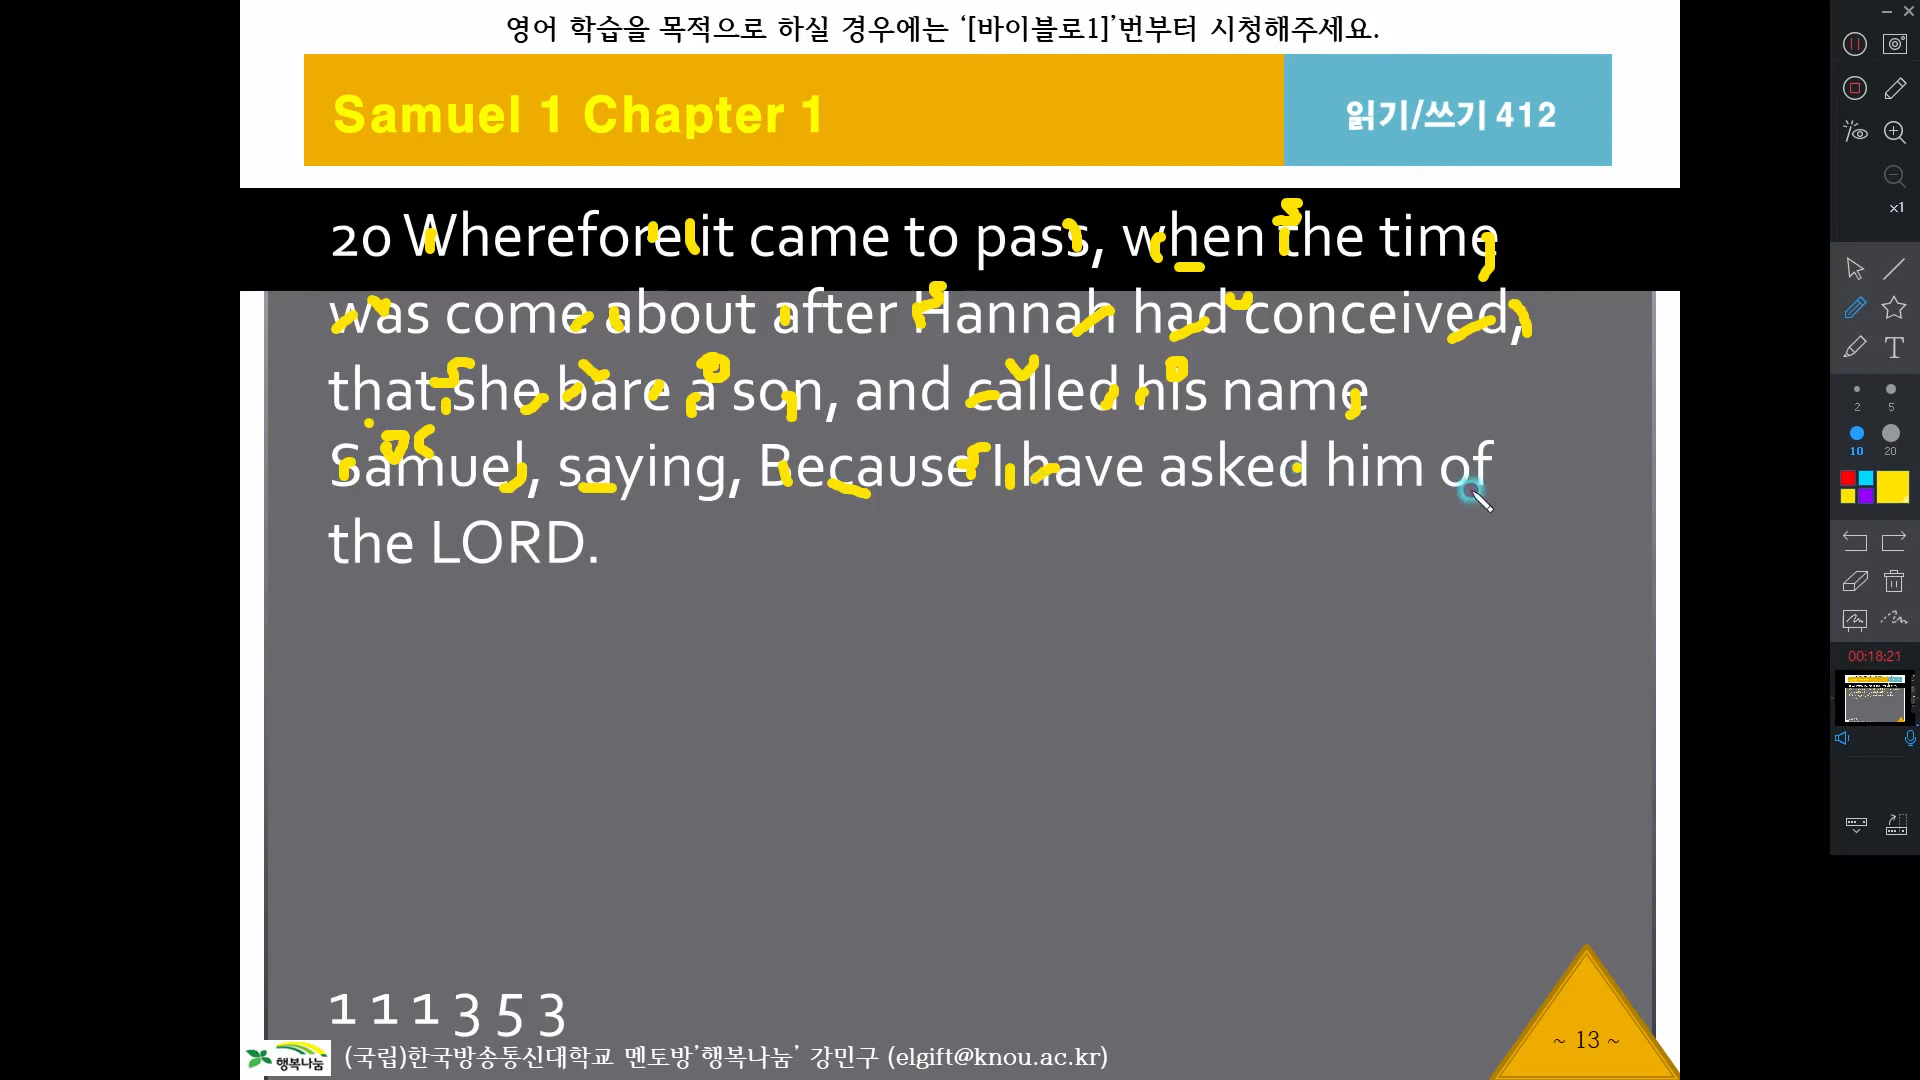 영어 학습을 목적으로 하실 경우에는 ‘[바이블로1]’번부터 시청해주세요.
Samuel 1 Chapter 1
읽기/쓰기 412
20 Wherefore it came to pass, when the time
was come about after Hannah had conceived,
that she bare a son, and called his name
Samuel, saying, Because I have asked him of
the LORD.
1 1 1 3 5 3
행복나눔
(국립)한국방송통신대학교 멘토방’행복나눔’ 강민구 (elgift@knou.ac.kr)
~ 13 ~
x1
T
2 5
10 20
00:18:21